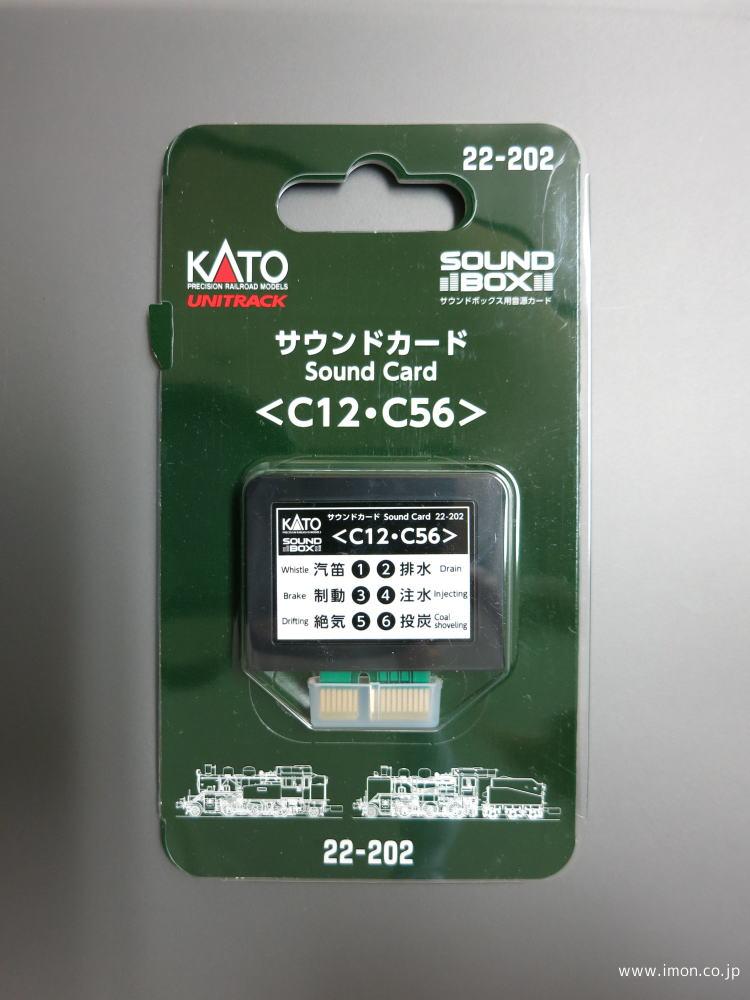 22-202
KATO
PRECISION RAILROAD MODELS
UNITRACK
SOUND
BOX
サウンドボックス用音源カード
サウンドカード
Sound Card
<C12・C56>
KATO
PRECISION RAILROAD MODELS
SOUND
BOX
サウンドカード Sound Card 22-202
<C12・C56>
Whistle 汽笛 1 2 排水 Drain
Brake 制動 3 4 注水 Injecting
Drifting 絶気 5 6 投炭 Coal shoveling
22-202
www.imon.co.jp